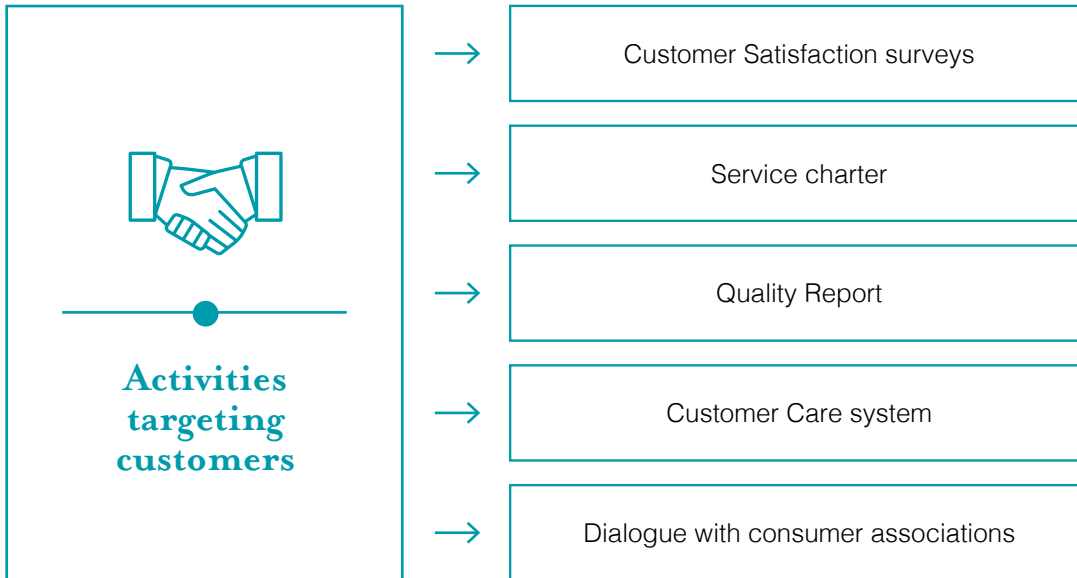 Activities
targeting
customers
Customer Satisfaction surveys
Service charter
Quality Report
Customer Care system
Dialogue with consumer associations